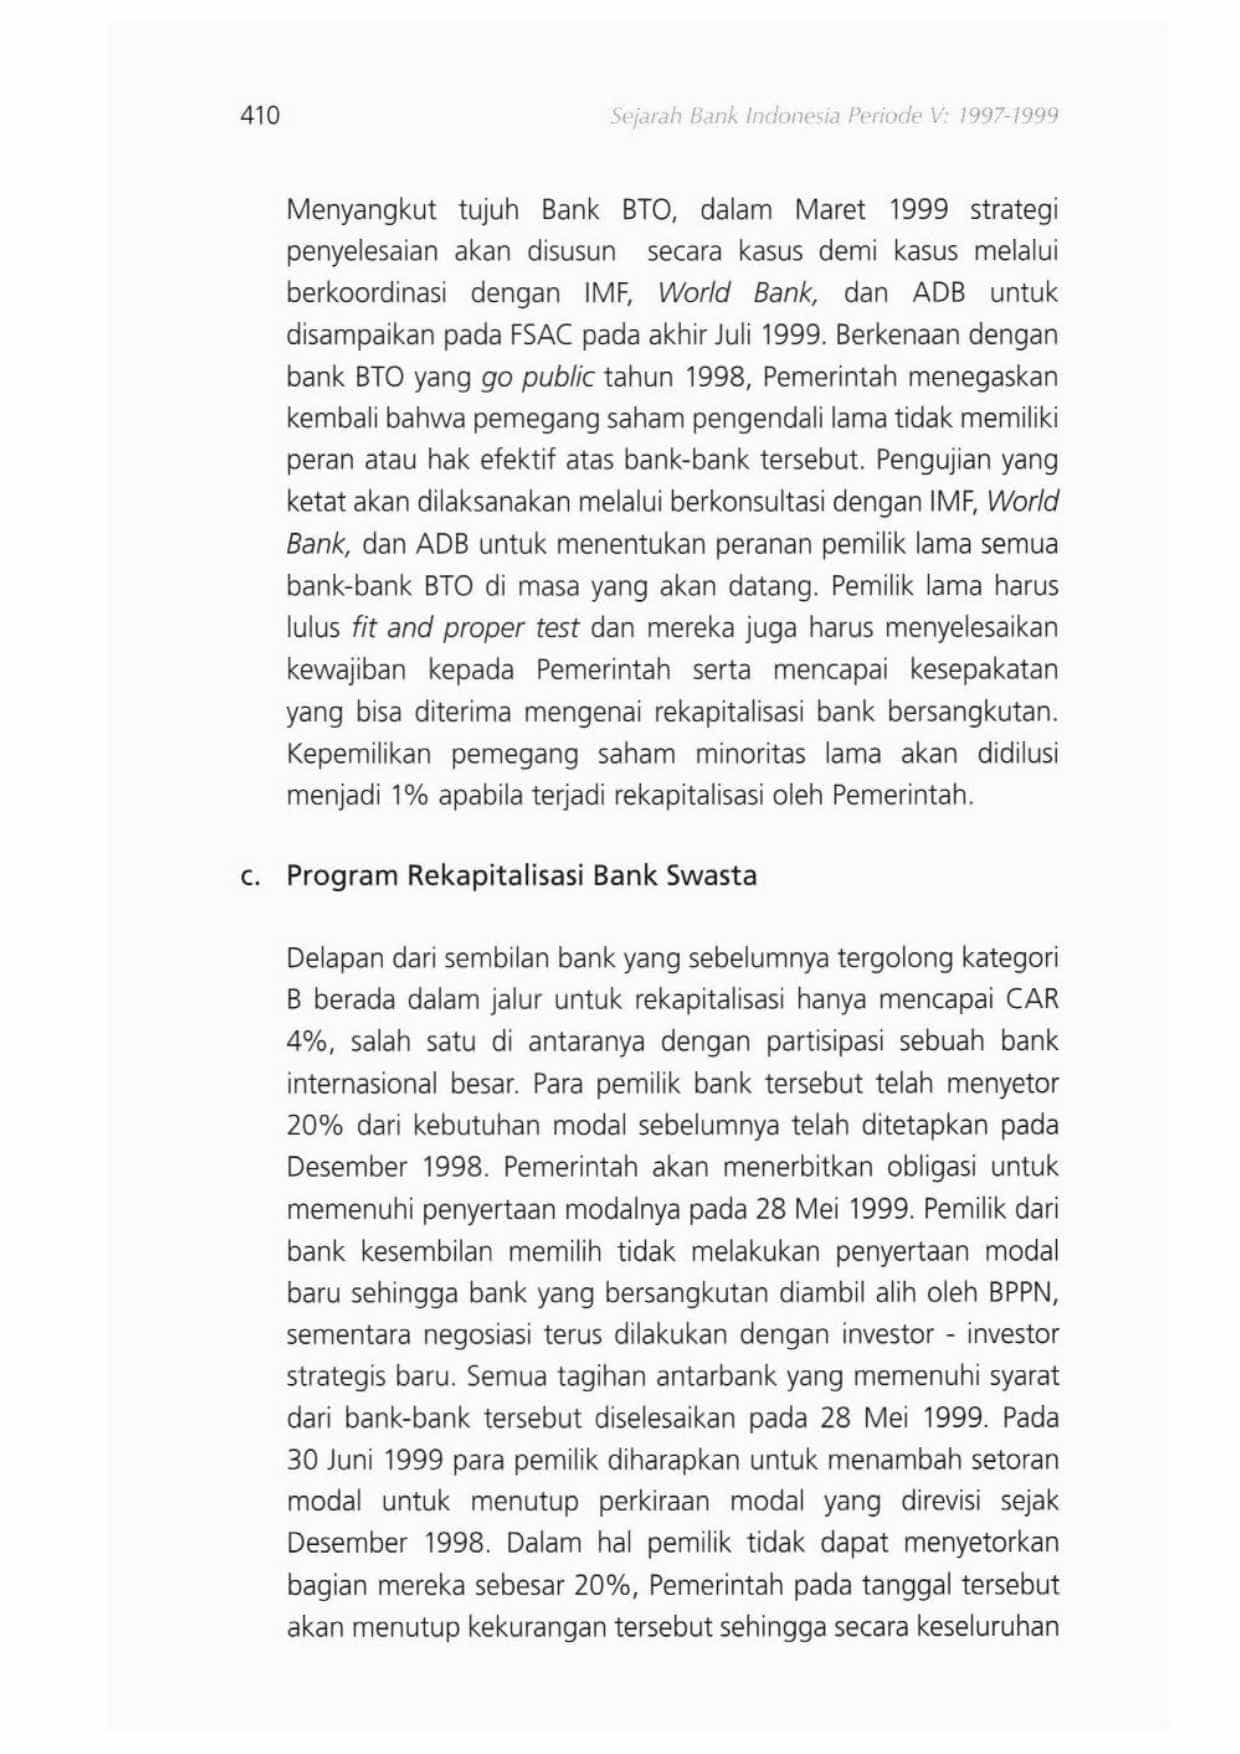 410
Sejarah Bank Indonesia Periode V: 1997-1999
Menyangkut tujuh Bank BTO, dalam Maret 1999 strategi
penyelesaian akan disusun secara kasus demi kasus melalui
berkoordinasi dengan IMF, World Bank, dan ADB untuk
disampaikan pada FSAC pada akhir Juli 1999. Berkenaan dengan
bank BTO yang go public tahun 1998, Pemerintah menegaskan
kembali bahwa pemegang saham pengendali lama tidak memiliki
peran atau hak efektif atas bank-bank tersebut. Pengujian yang
ketat akan dilaksanakan melalui berkonsultasi dengan IMF, World
Bank, dan ADB untuk menentukan peranan pemilik lama semua
bank-bank BTO di masa yang akan datang. Pemilik lama harus
lulus fit and proper test dan mereka juga harus menyelesaikan
kewajiban kepada Pemerintah serta mencapai kesepakatan
yang bisa diterima mengenai rekapitalisasi bank bersangkutan.
Kepemilikan pemegang saham minoritas lama akan didilusi
menjadi 1% apabila terjadi rekapitalisasi oleh Pemerintah.
c. Program Rekapitalisasi Bank Swasta
Delapan dari sembilan bank yang sebelumnya tergolong kategori
B berada dalam jalur untuk rekapitalisasi hanya mencapai CAR
4%, salah satu di antaranya dengan partisipasi sebuah bank
internasional besar. Para pemilik bank tersebut telah menyetor
20% dari kebutuhan modal sebelumnya telah ditetapkan pada
Desember 1998. Pemerintah akan menerbitkan obligasi untuk
memenuhi penyertaan modalnya pada 28 Mei 1999. Pemilik dari
bank kesembilan memilih tidak melakukan penyertaan modal
baru sehingga bank yang bersangkutan diambil alih oleh BPPN,
sementara negosiasi terus dilakukan dengan investor - investor
strategis baru. Semua tagihan antarbank yang memenuhi syarat
dari bank-bank tersebut diselesaikan pada 28 Mei 1999. Pada
30 Juni 1999 para pemilik diharapkan untuk menambah setoran
modal untuk menutup perkiraan modal yang direvisi sejak
Desember 1998. Dalam hal pemilik tidak dapat menyetorkan
bagian mereka sebesar 20%, Pemerintah pada tanggal tersebut
akan menutup kekurangan tersebut sehingga secara keseluruhan